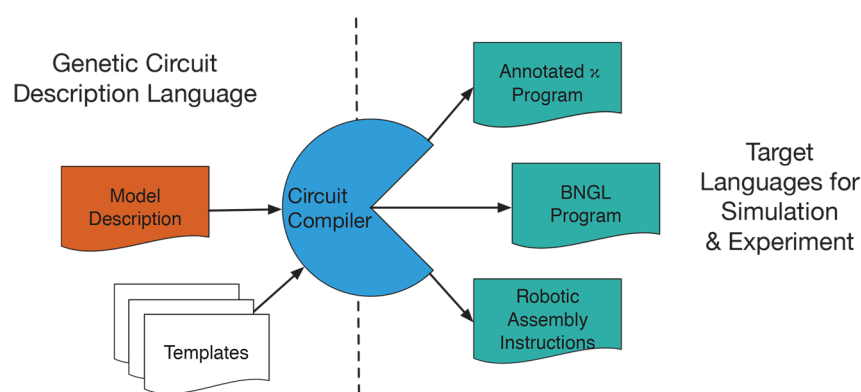 Genetic Circuit
Description Language
Model
Description
Templates
Circuit
Compiler
Annotated ϰ
Program
BNGL
Program
Robotic
Assembly
Instructions
Target
Languages for
Simulation
& Experiment